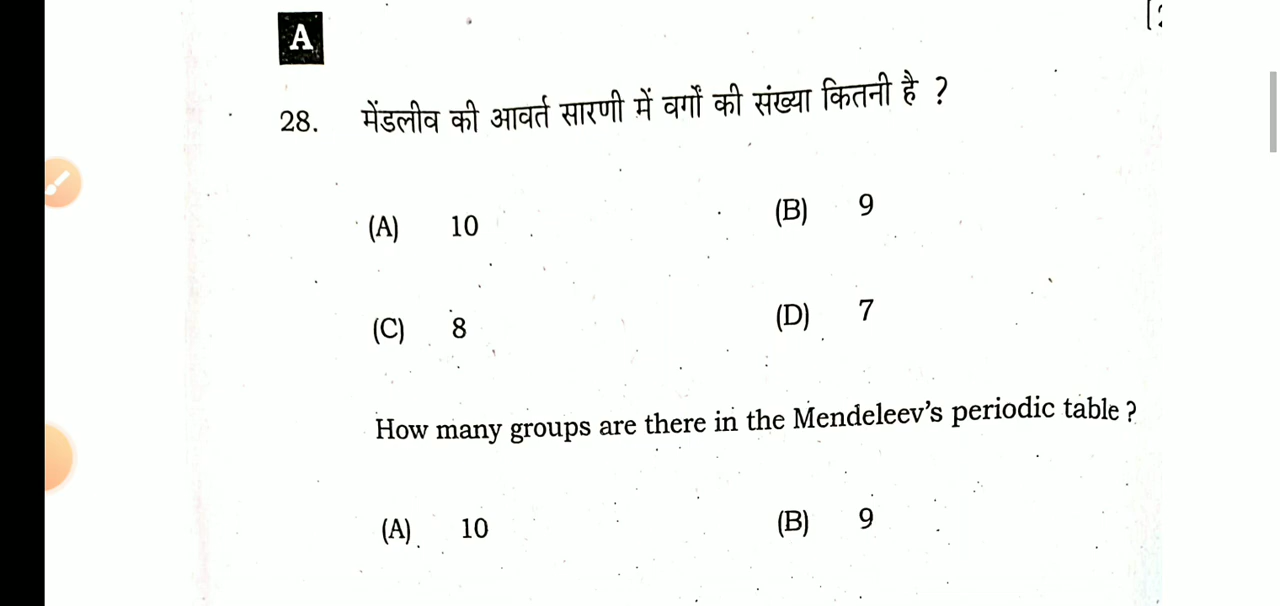 A
28. मेंडलीव की आवर्त सारणी में वर्गों की संख्या कितनी है ?
(A) 10 (B) 9
(C) 8 (D) 7
How many groups are there in the Mendeleev's periodic table ?
(A) 10 (B) 9